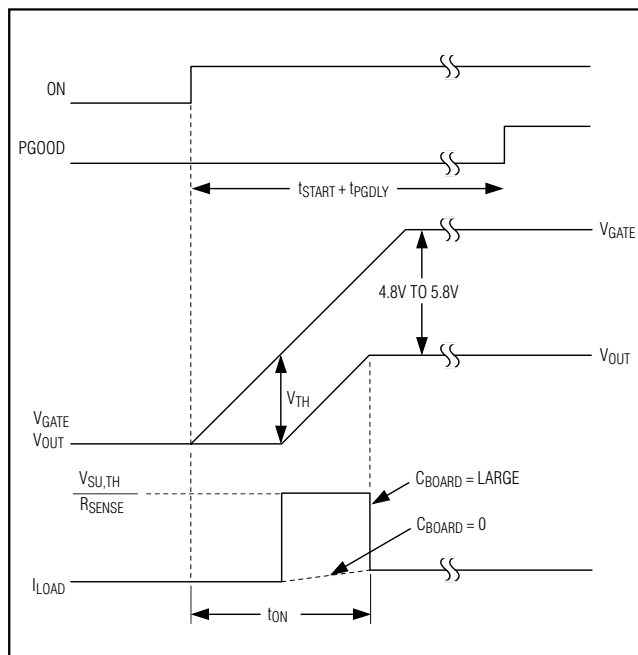 ON
PGOOD
tSTART + tPGDLY
VGATE
4.8V TO 5.8V
VOUT
VTH
VGATE
VOUT
VSU,TH
RSENSE
CBOARD = LARGE
CBOARD = 0
ILOAD
tON